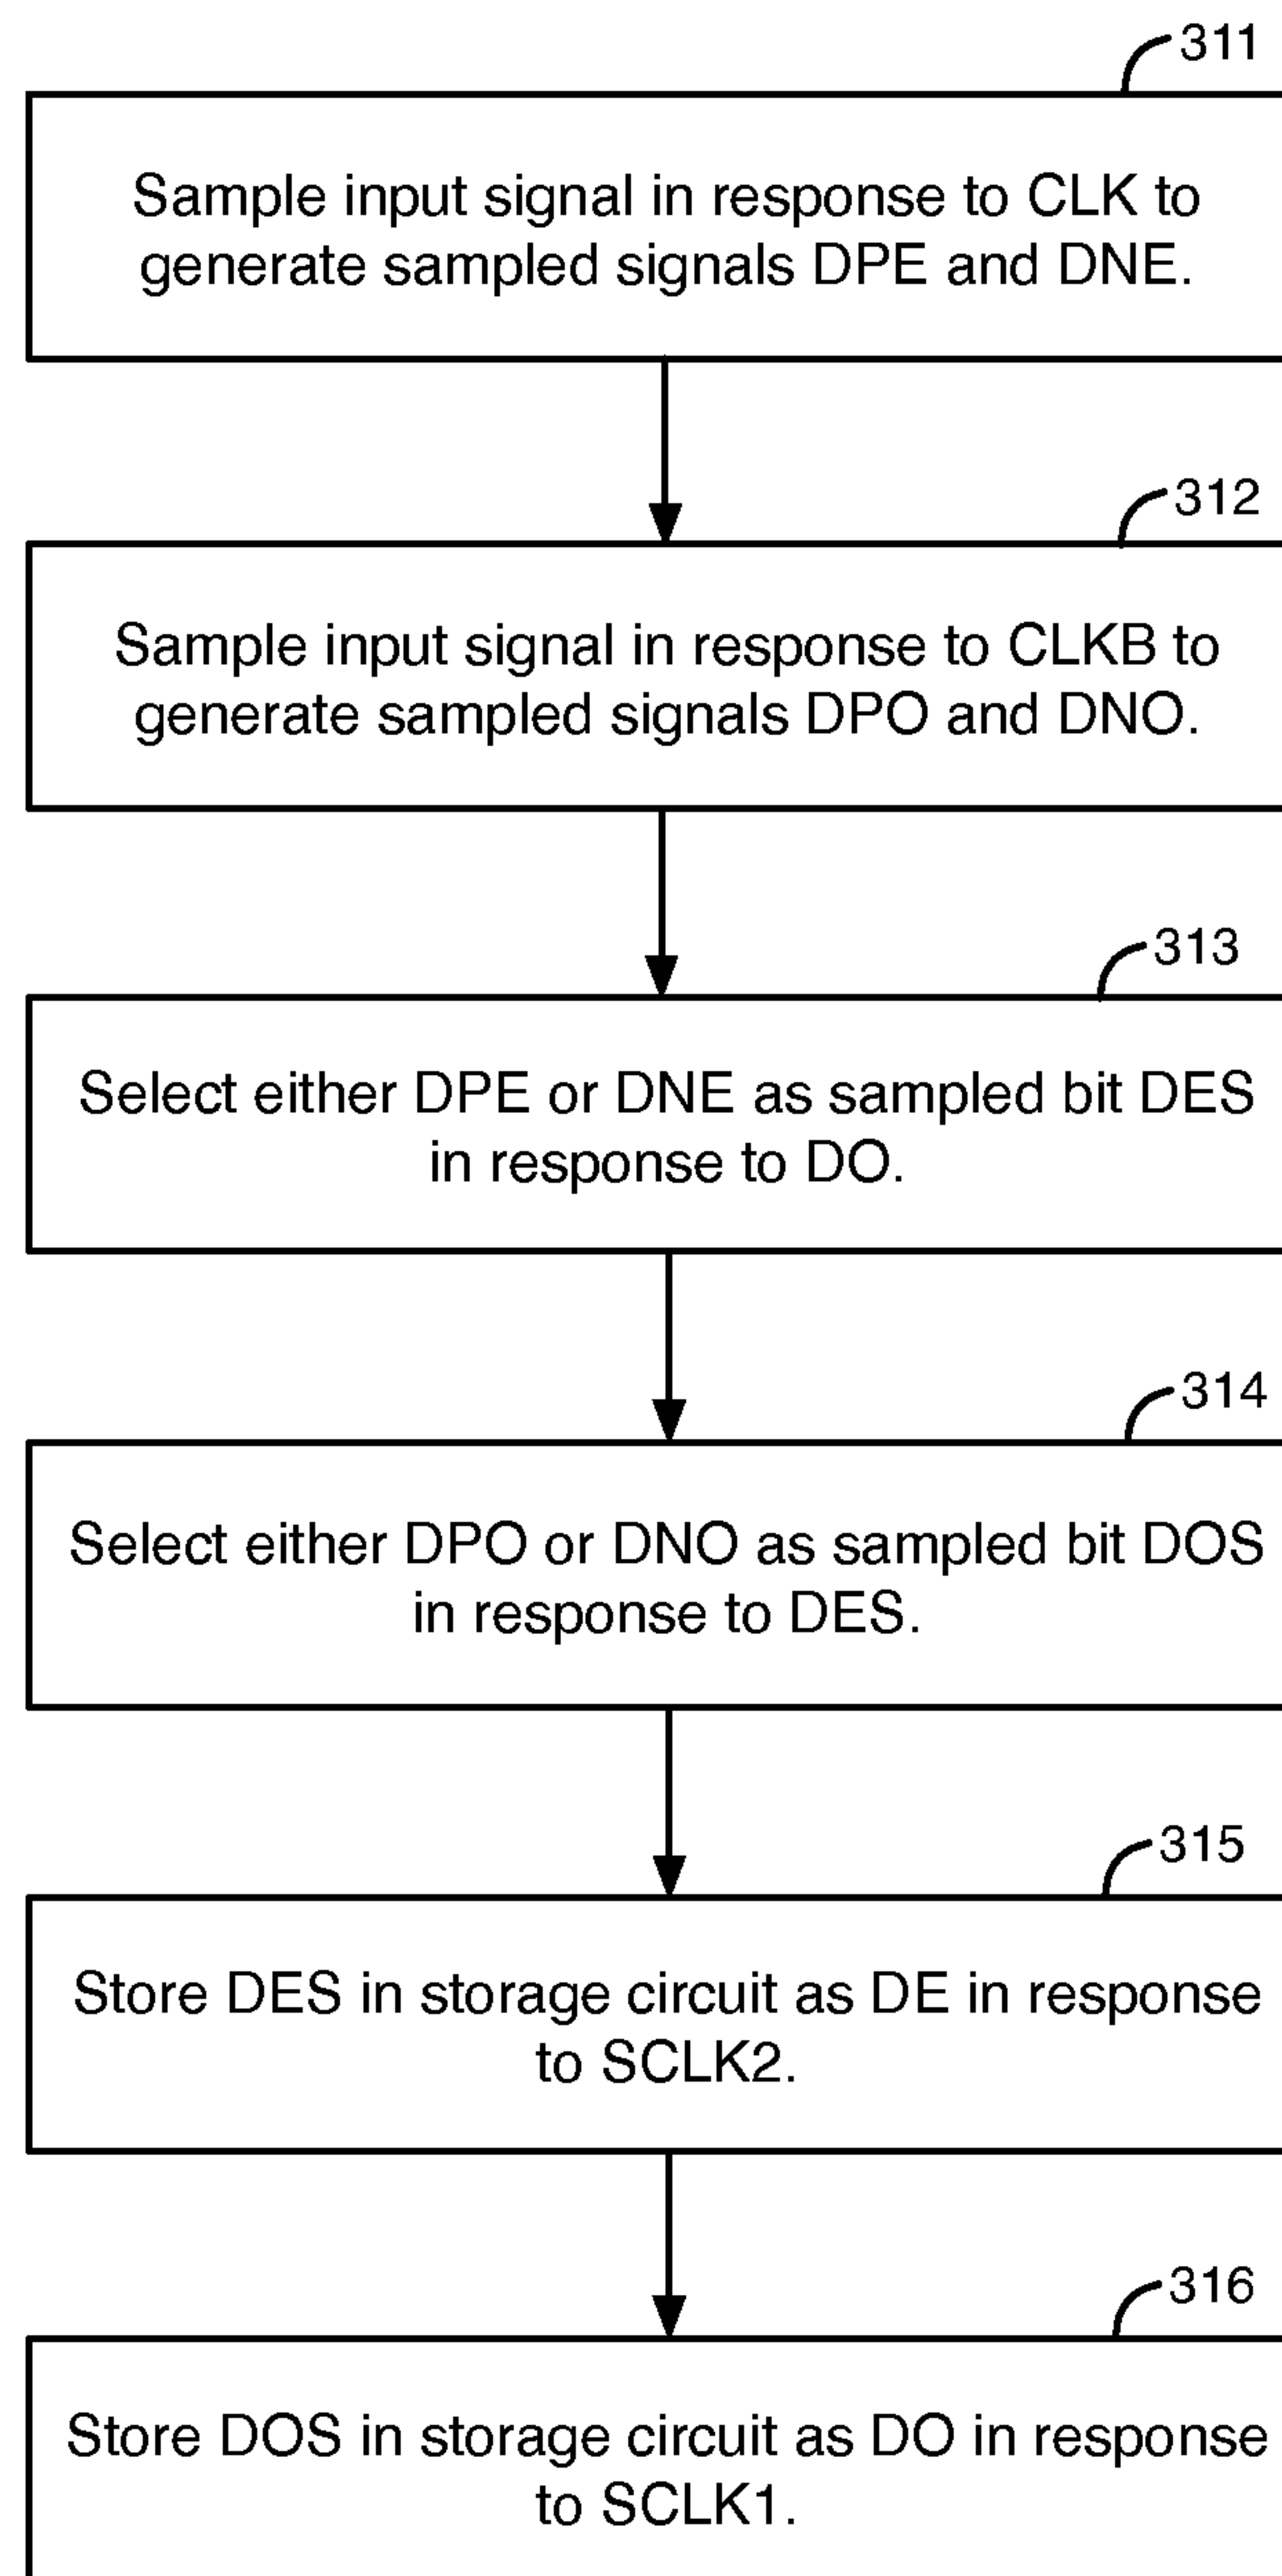 311
Sample input signal in response to CLK to
generate sampled signals DPE and DNE.
312
Sample input signal in response to CLKB to
generate sampled signals DPO and DNO.
313
Select either DPE or DNE as sampled bit DES
in response to DO.
314
Select either DPO or DNO as sampled bit DOS
in response to DES.
315
Store DES in storage circuit as DE in response
to SCLK2.
316
Store DOS in storage circuit as DO in response
to SCLK1.